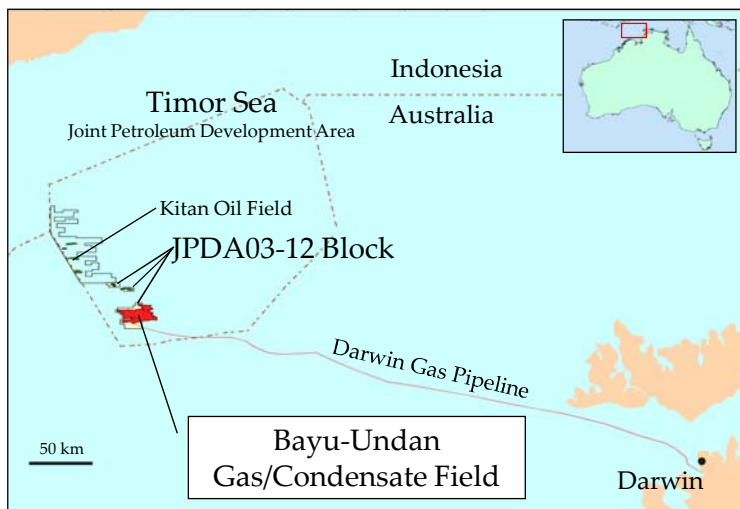 Indonesia
Timor Sea
Joint Petroleum Development Area
Australia
Kitan Oil Field
JPDA03-12 Block
Darwin Gas Pipeline
Bayu-Undan
Gas/Condensate Field
50 km
Darwin